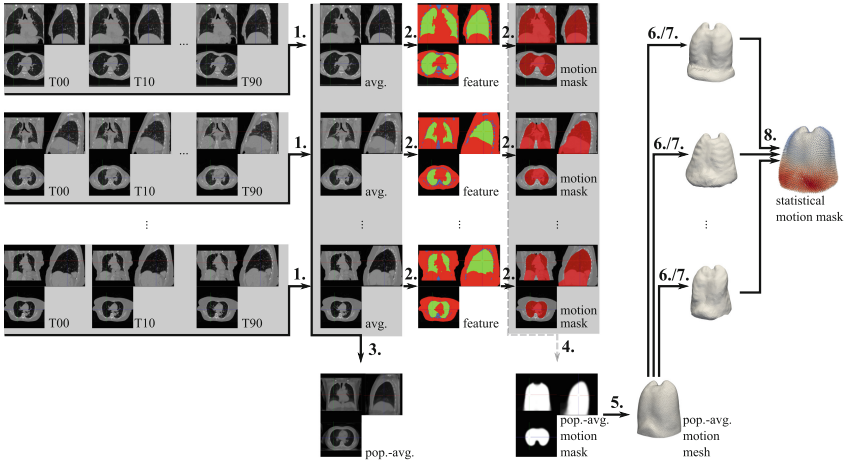 1.
2.
2.
6./7.
T00
T10
...
T90
avg.
feature
motion
mask
1.
2.
2.
6./7.
8.
T00
T10
...
T90
avg.
feature
motion
mask
statistical
motion mask
...
...
...
...
...
1.
2.
2.
6./7.
T00
T10
T90
avg.
feature
motion
mask
3.
4.
5.
pop.-avg.
pop.-avg.
motion
mask
pop.-avg.
motion
mesh